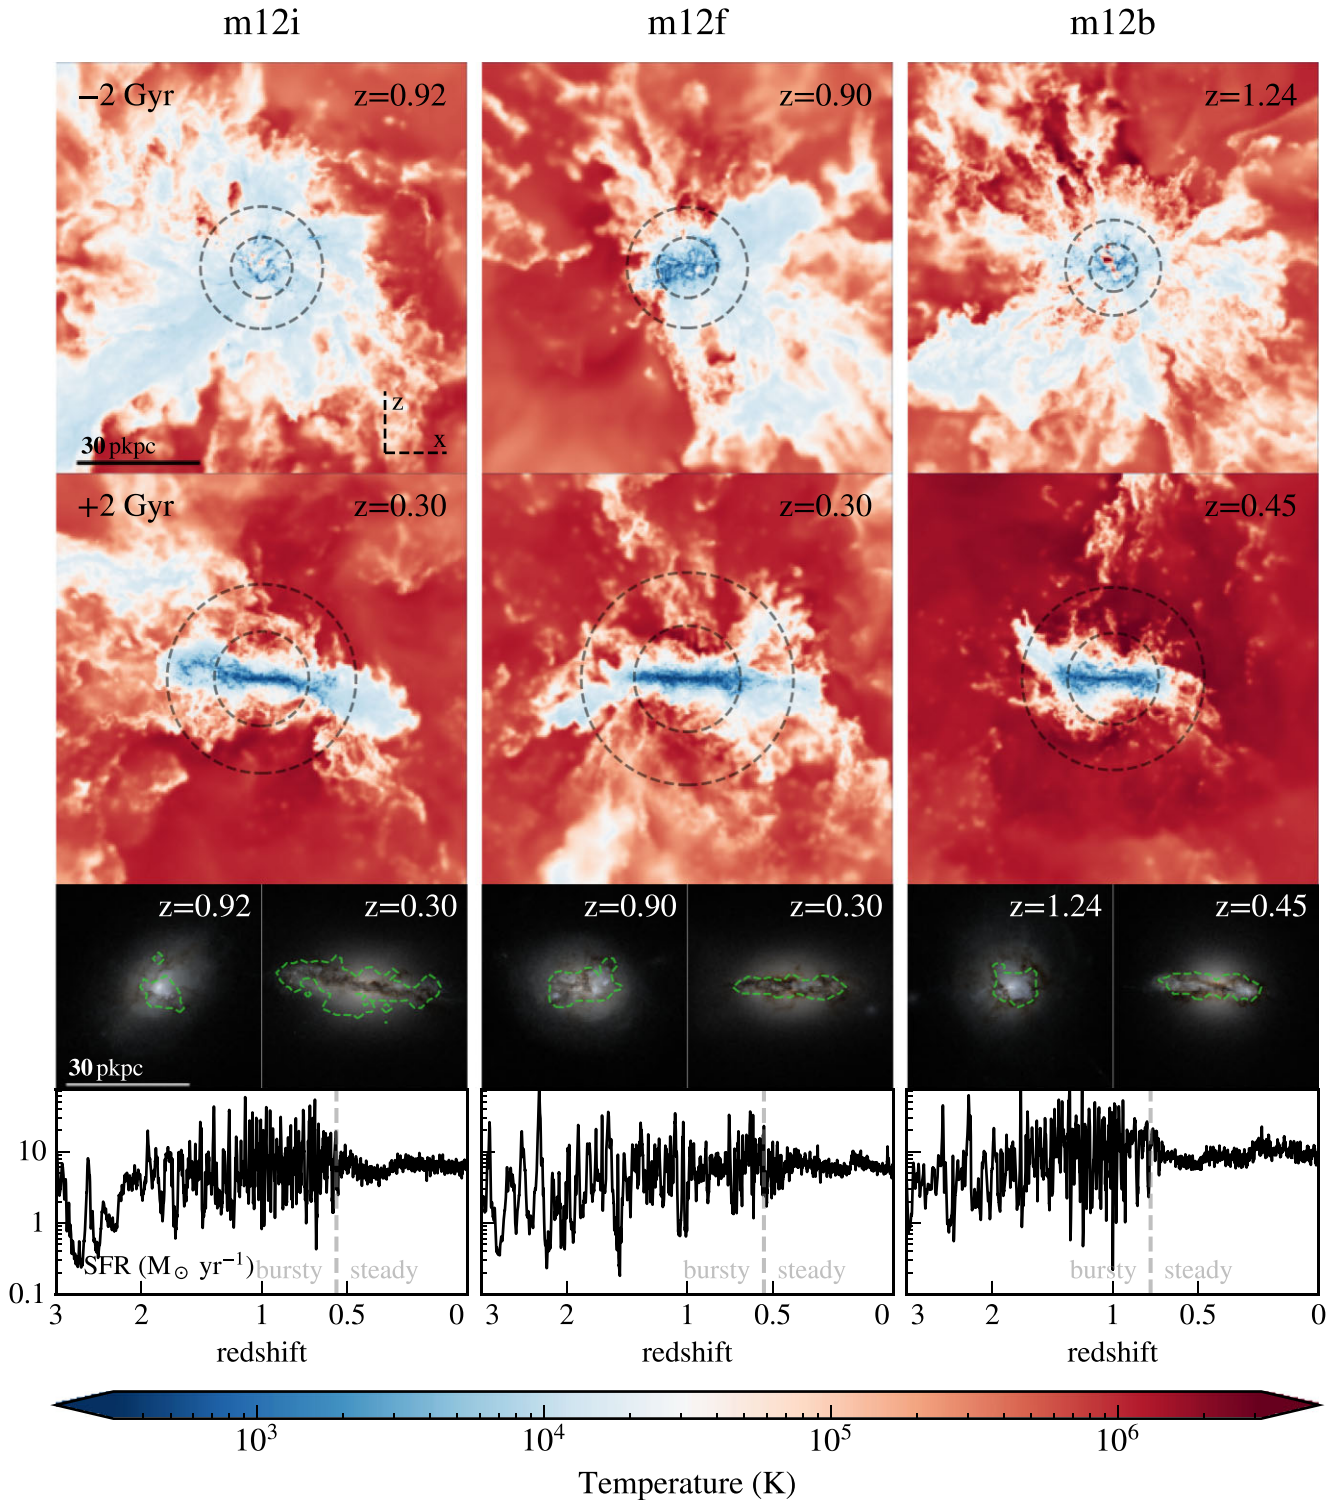 m12i m12f m12b
−2 Gyr z=0.92 z=0.90 z=1.24
z
x
30 pkpc
+2 Gyr z=0.30 z=0.30 z=0.45
z=0.92 z=0.30 z=0.90 z=0.30 z=1.24 z=0.45
30 pkpc
10
1
SFR (M⊙ yr−1) bursty steady bursty steady bursty steady
0.1
3 2 1 0.5 0 3 2 1 0.5 0 3 2 1 0.5 0
redshift redshift redshift
10³ 10⁴ 10⁵ 10⁶
Temperature (K)